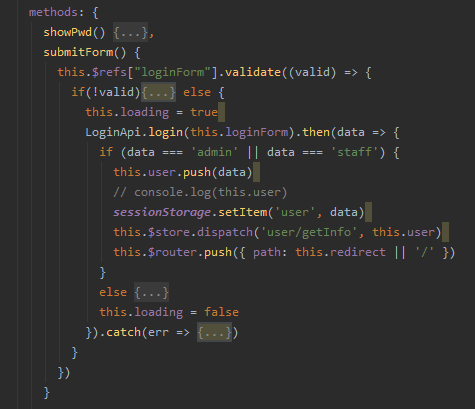 methods: {
showPwd() {...},
submitForm() {
this.$refs["loginForm"].validate((valid) => {
if(!valid){...} else {
this.loading = true
LoginApi.login(this.loginForm).then(data => {
if (data === 'admin' || data === 'staff') {
this.user.push(data)
// console.log(this.user)
sessionStorage.setItem('user', data)
this.$store.dispatch('user/getInfo', this.user)
this.$router.push({ path: this.redirect || '/' })
}
else {...}
this.loading = false
}).catch(err => {...})
}
})
}